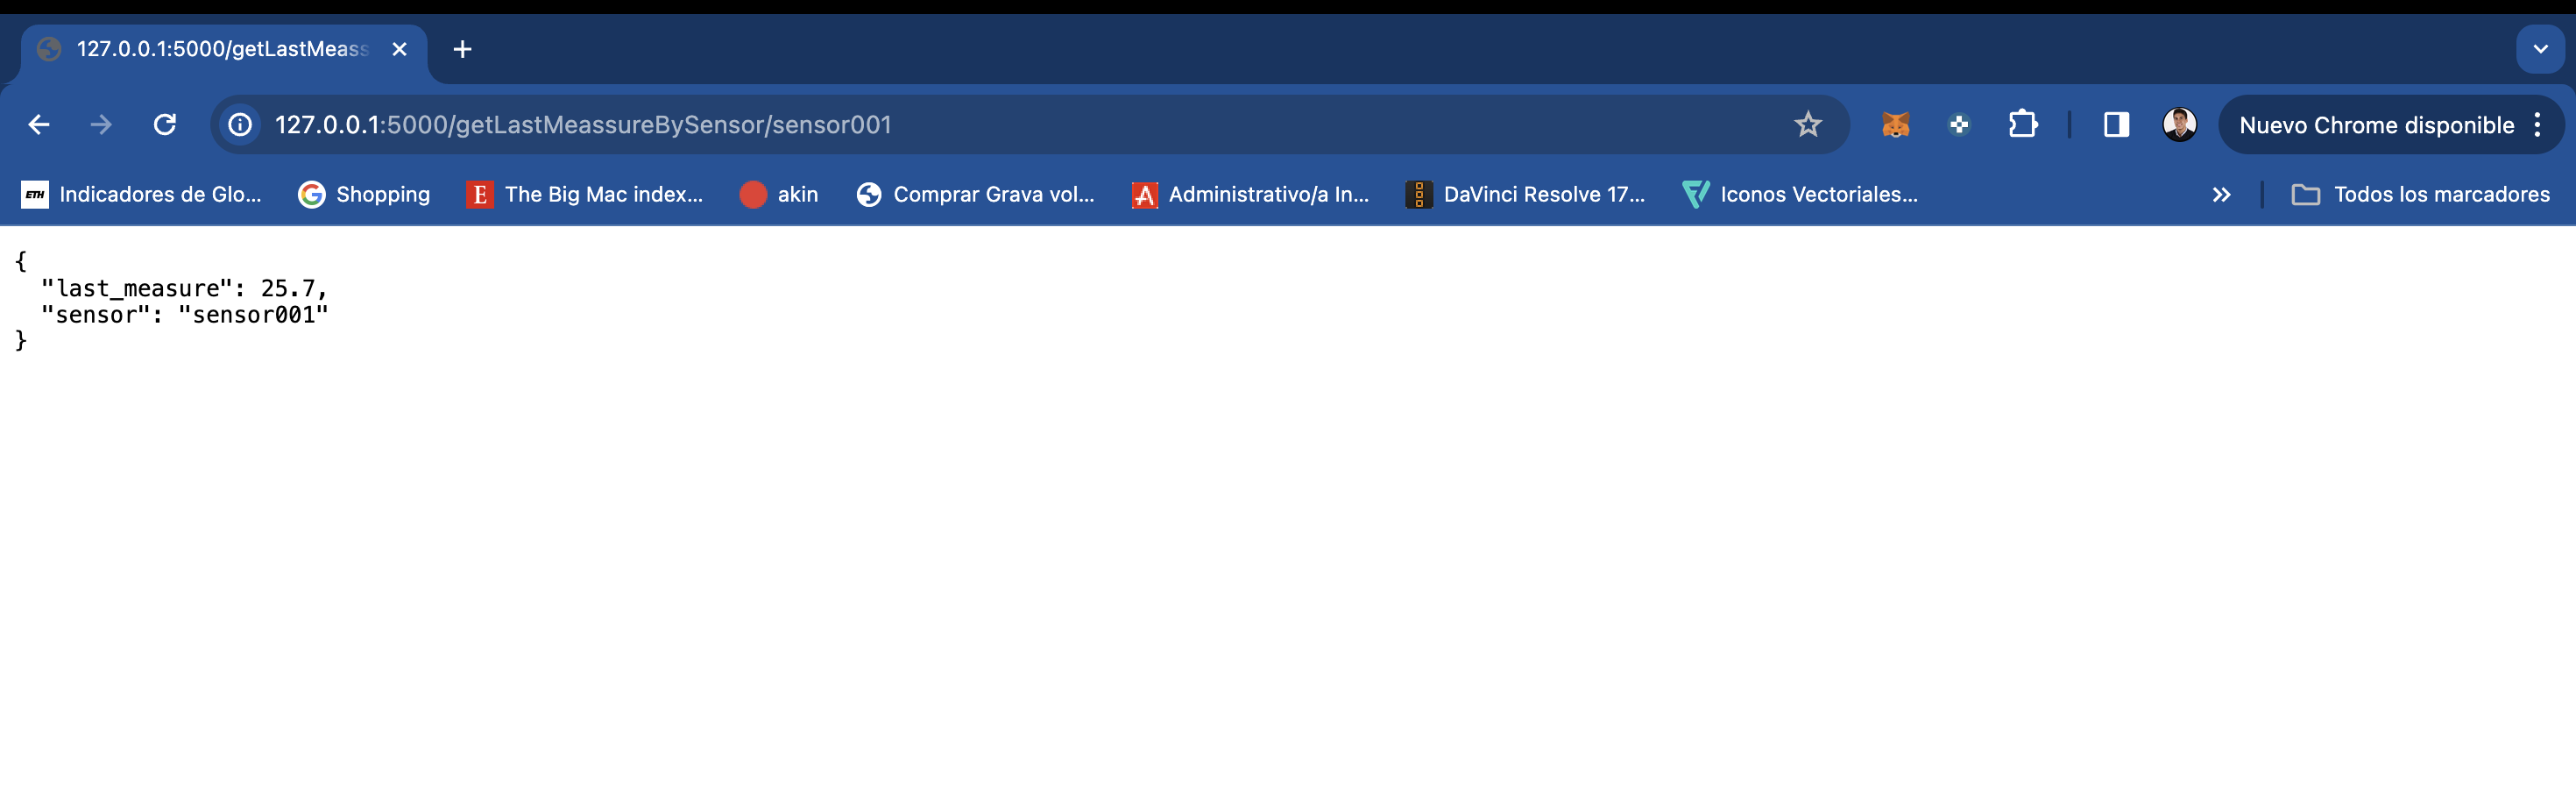 127.0.0.1:5000/getLastMeass
127.0.0.1:5000/getLastMeassureBySensor/sensor001
Nuevo Chrome disponible
ETH Indicadores de Glo... Shopping E The Big Mac index... akin Comprar Grava vol... A Administrativo/a In... DaVinci Resolve 17... Iconos Vectoriales... Todos los marcadores
{
"last_measure": 25.7,
"sensor": "sensor001"
}